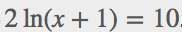 2 ln(x + 1) = 10.